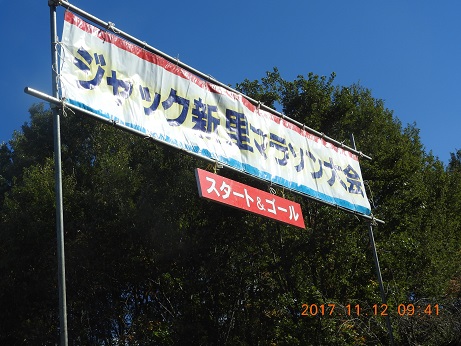 ジャック新里マラソン大会
スタート&ゴール
2017 11 12 09 41